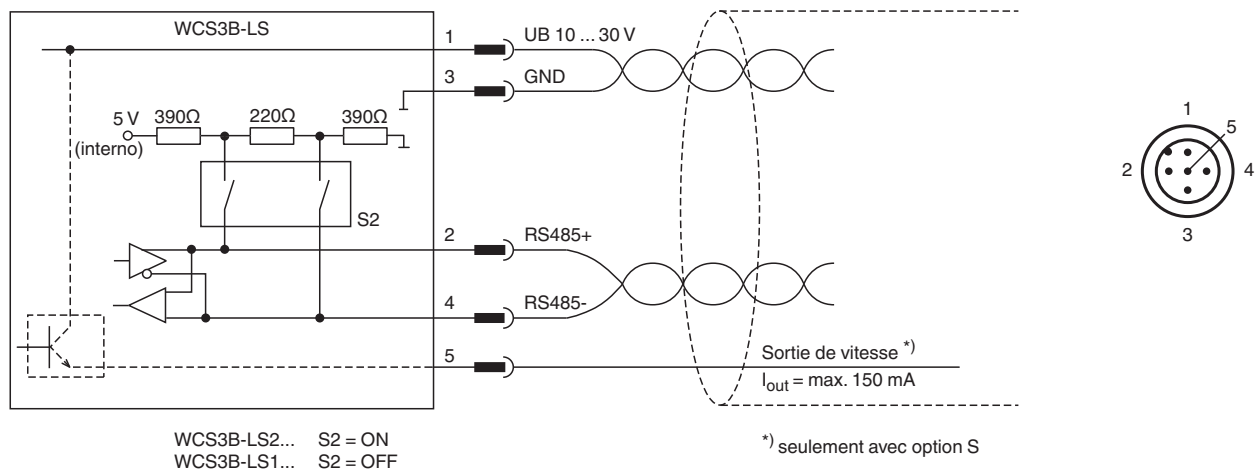 WCS3B-LS
1
UB 10 ... 30 V
3
GND
5 V
(interno)
390Ω
220Ω
390Ω
S2
2
RS485+
4
RS485-
5
Sortie de vitesse *)
Iout = max. 150 mA
WCS3B-LS2... S2 = ON
WCS3B-LS1... S2 = OFF
*) seulement avec option S
1
5
2
4
3